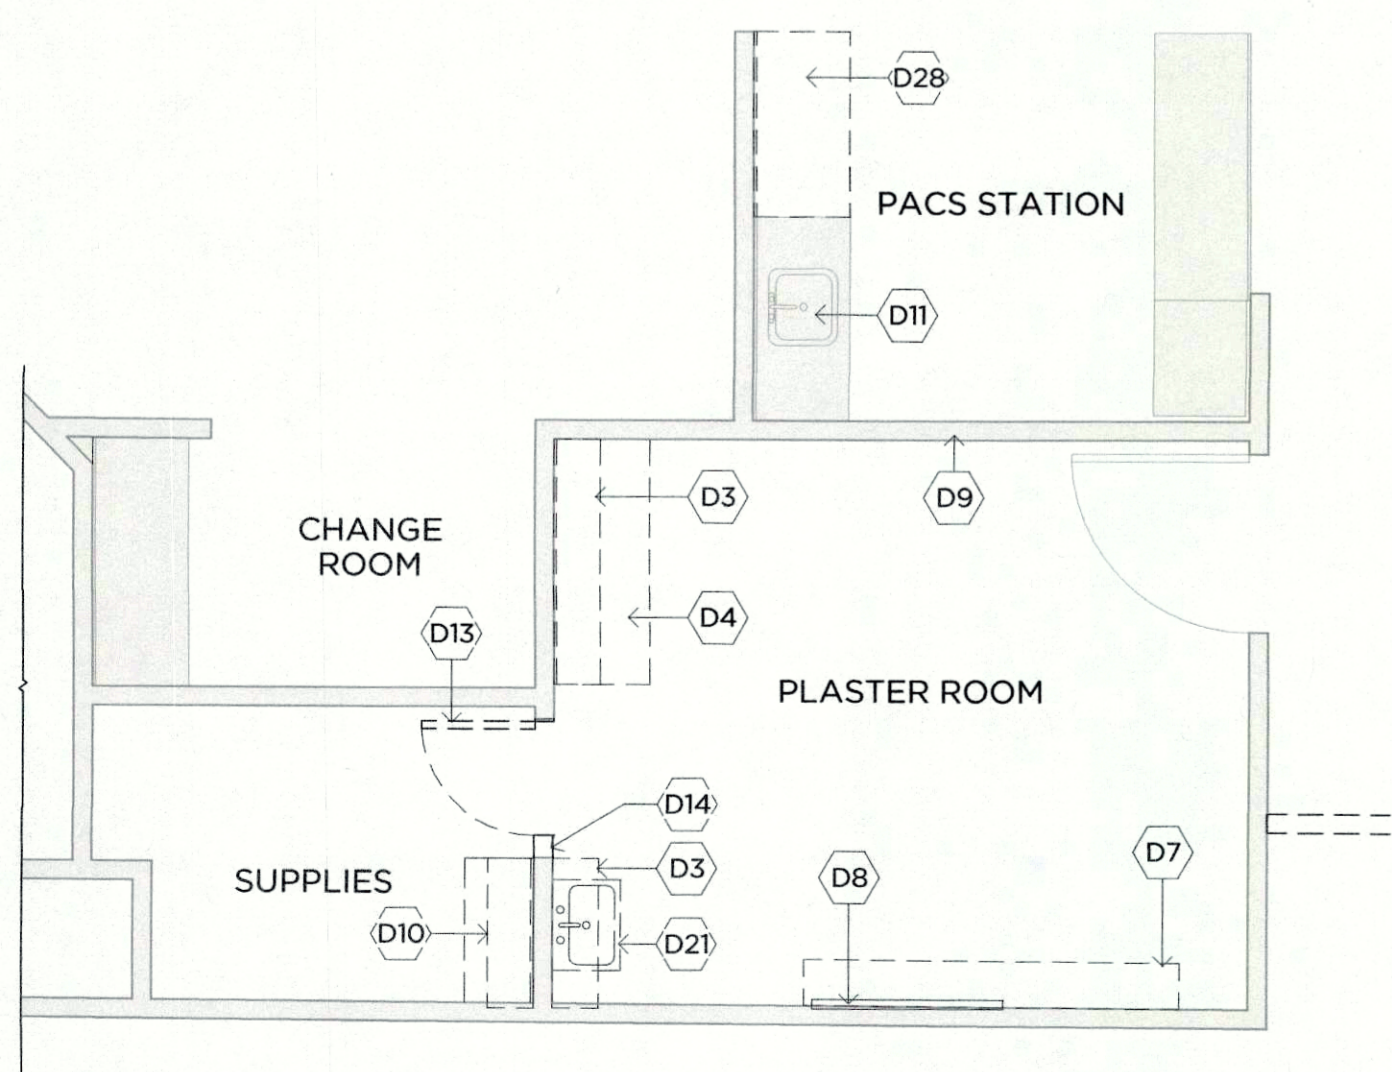 D28
PACS STATION
D11
D3
D9
CHANGE
ROOM
D4
D13
PLASTER ROOM
D14
D3
D7
SUPPLIES
D8
D10
D21